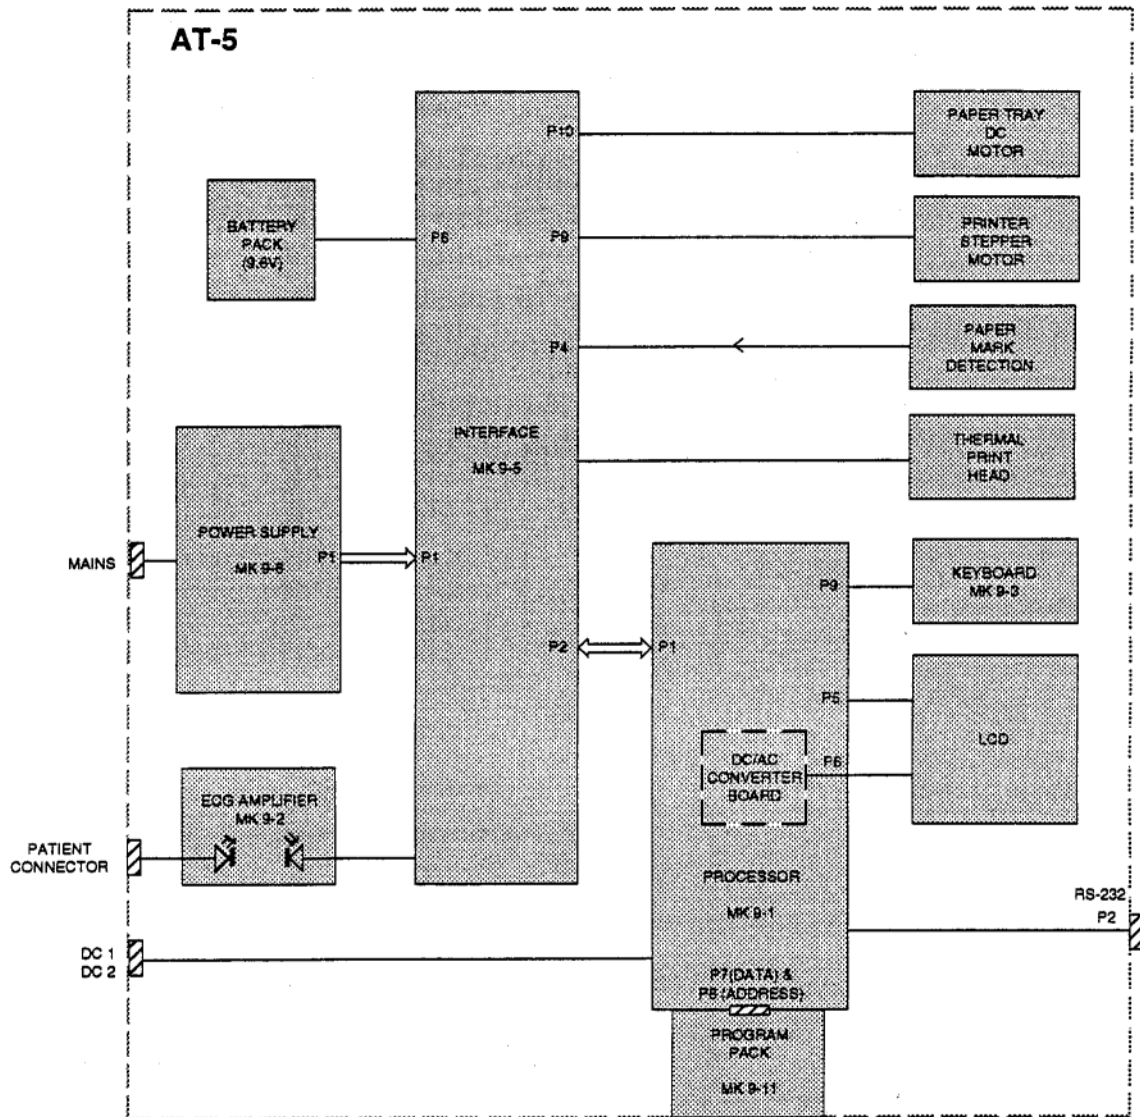 AT-5
P10
PAPER TRAY
DC
MOTOR
BATTERY
PACK
(9.6V)
P6
P9
PRINTER
STEPPER
MOTOR
P4
PAPER
MARK
DETECTION
INTERFACE
MK 9-5
THERMAL
PRINT
HEAD
MAINS
POWER SUPPLY
MK 9-6
P1
P1
P9
KEYBOARD
MK 9-3
P2
P1
P5
LCD
DC/AC
CONVERTER
BOARD
P6
ECG AMPLIFIER
MK 9-2
PATIENT
CONNECTOR
PROCESSOR
MK 9-1
RS-232
P2
DC 1
DC 2
P7(DATA) &
P8 (ADDRESS)
PROGRAM
PACK
MK 9-11